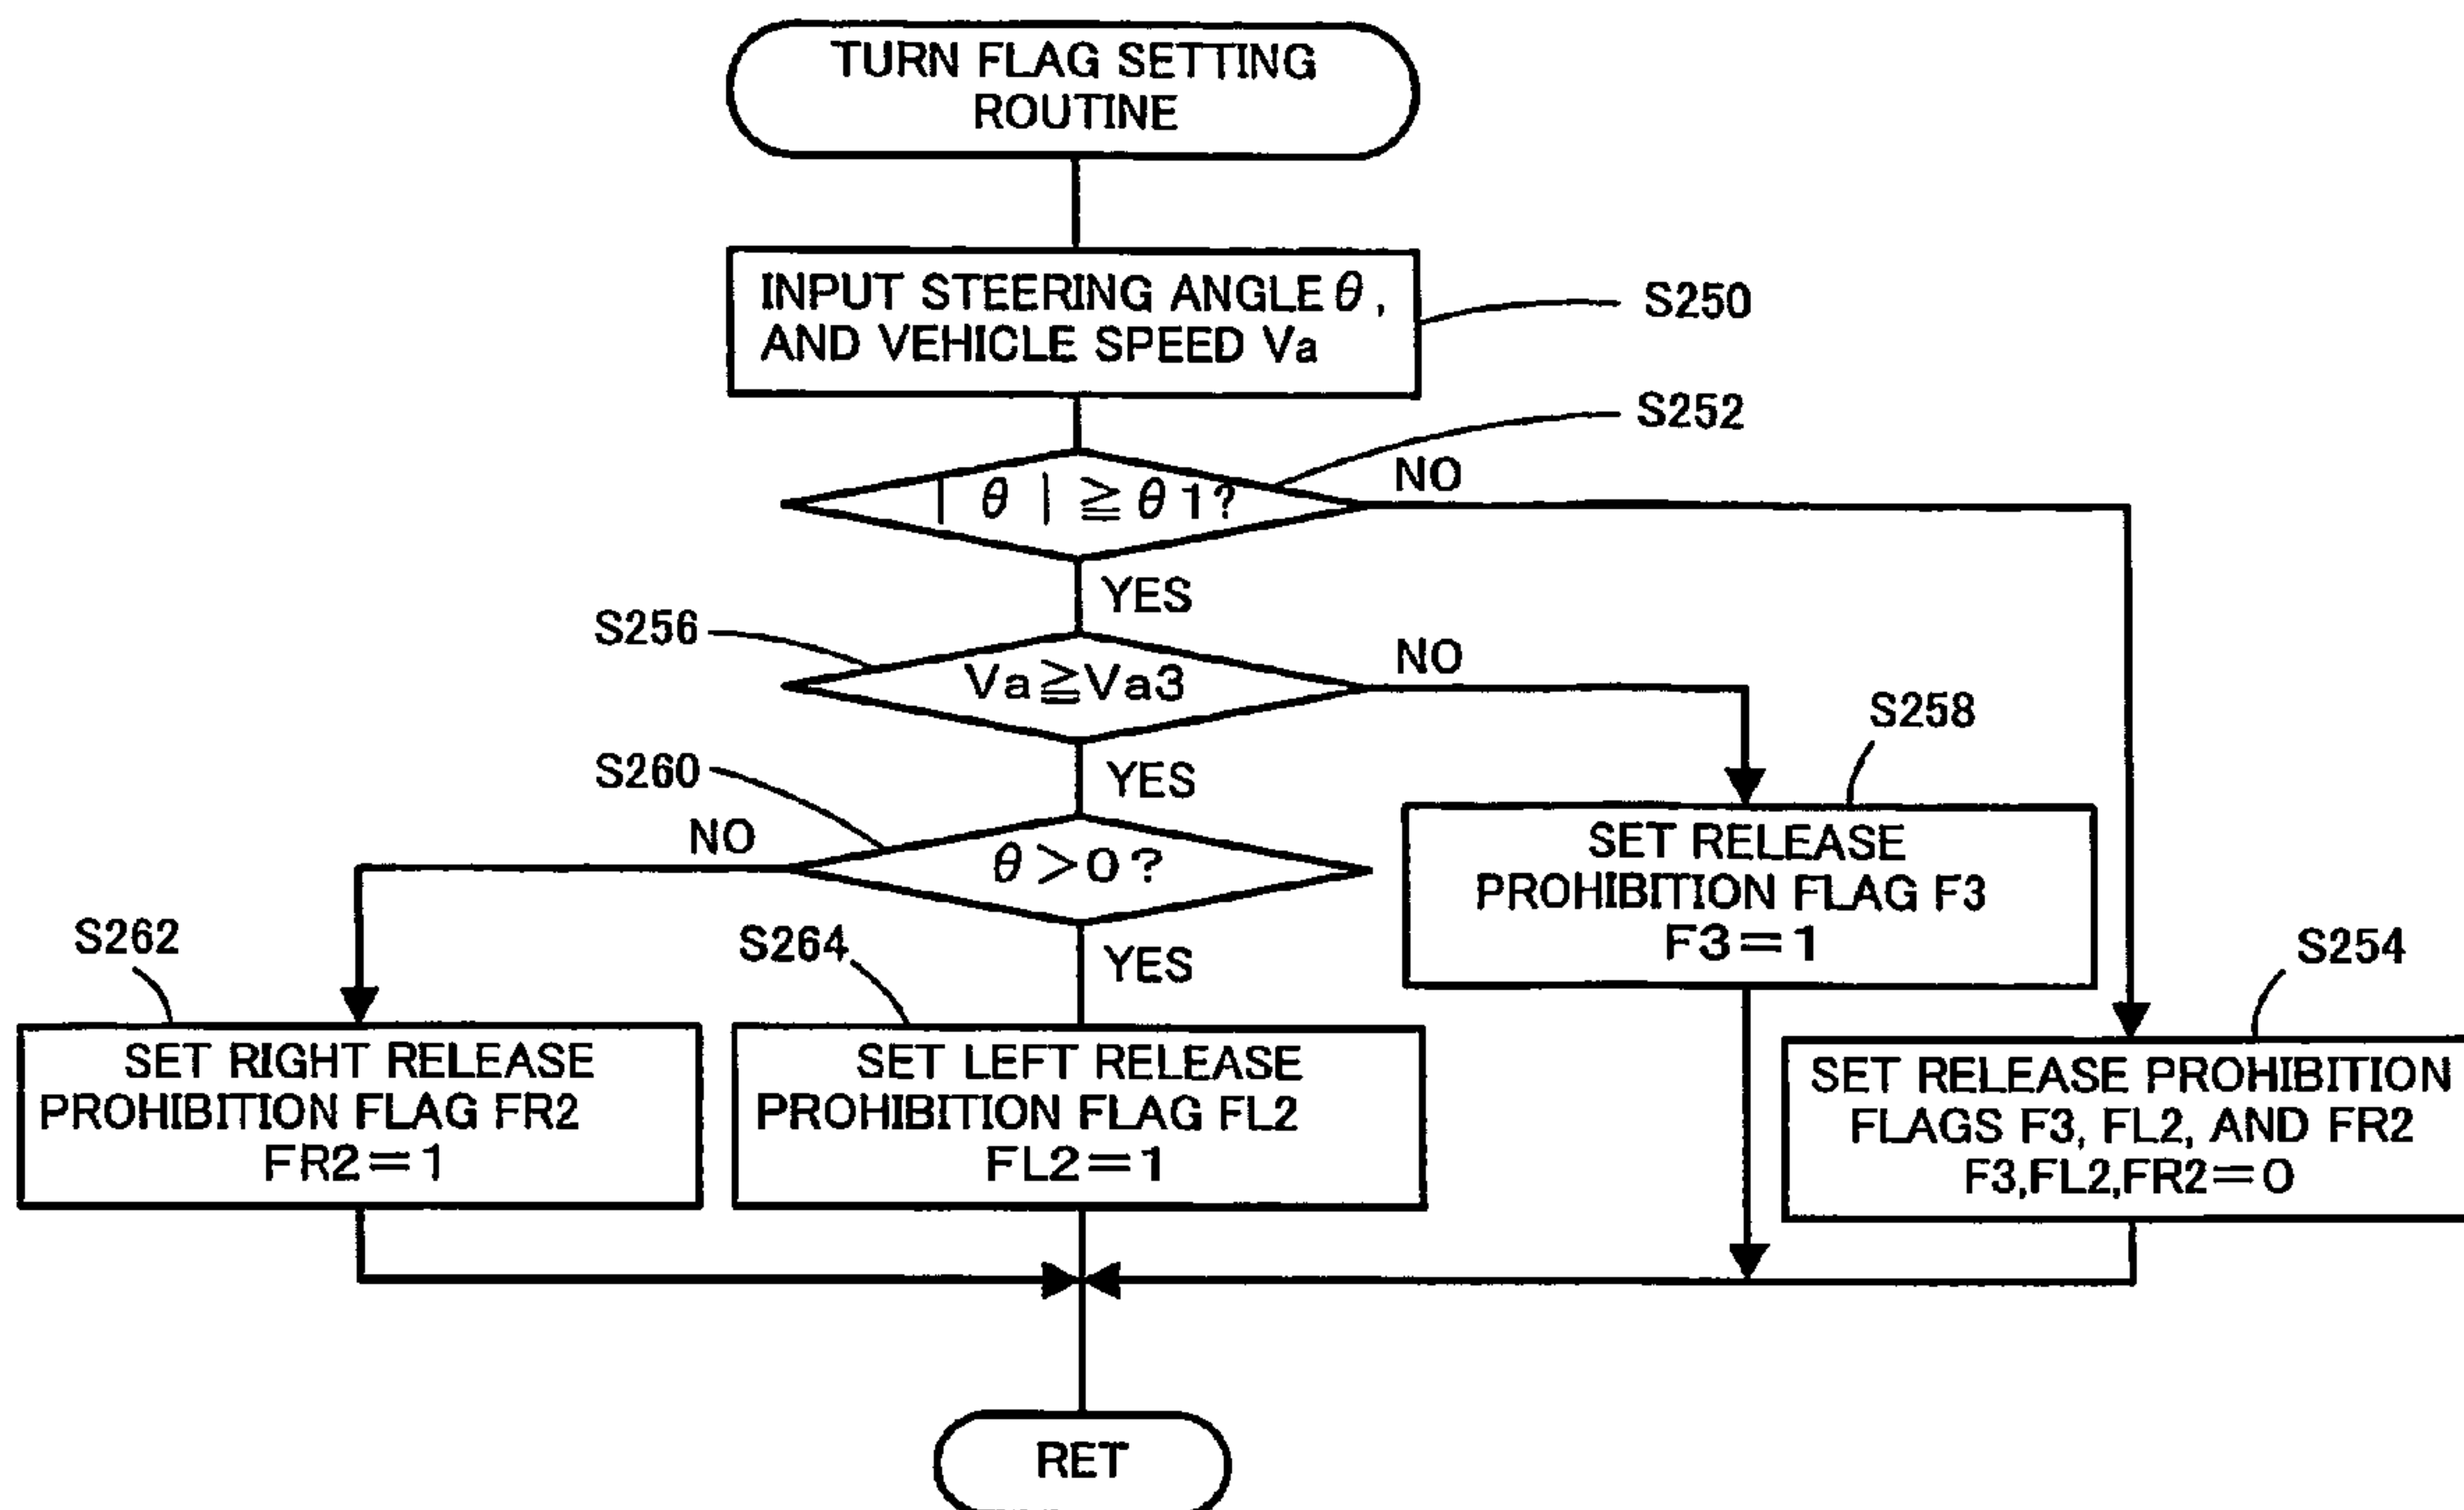 TURN FLAG SETTING
ROUTINE
INPUT STEERING ANGLE θ,
AND VEHICLE SPEED Va
S250
S252
| θ | ≧ θ1?
NO
YES
S256
Va≧Va3
NO
S258
YES
S260
θ>0?
NO
SET RELEASE
PROHIBITION FLAG F3
F3=1
S262
S264
YES
S254
SET RIGHT RELEASE
PROHIBITION FLAG FR2
FR2=1
SET LEFT RELEASE
PROHIBITION FLAG FL2
FL2=1
SET RELEASE PROHIBITION
FLAGS F3, FL2, AND FR2
F3,FL2,FR2=0
RET